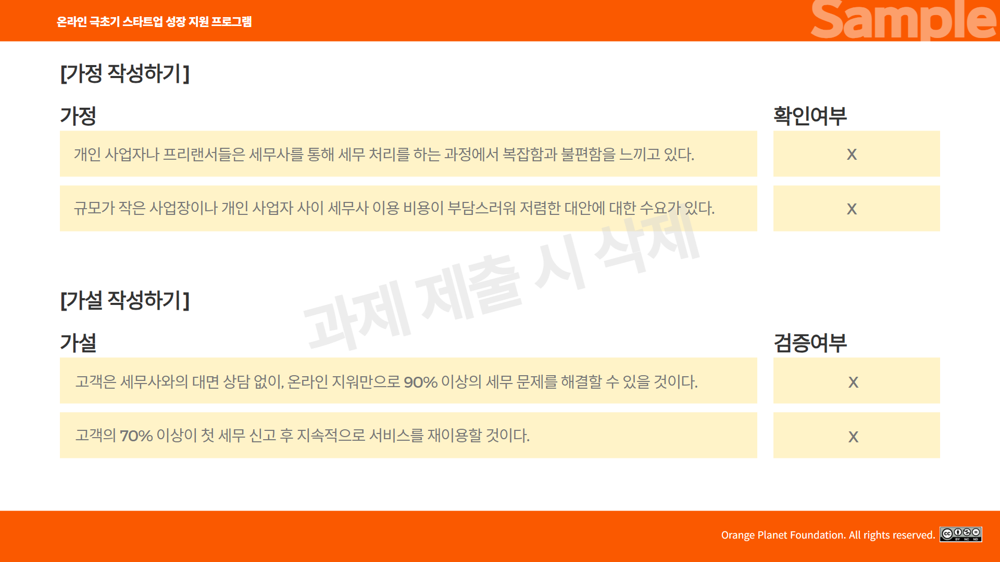 온라인 극초기 스타트업 성장 지원 프로그램
Sample
[가정 작성하기]
가정
확인여부
개인 사업자나 프리랜서들은 세무사를 통해 세무 처리를 하는 과정에서 복잡함과 불편함을 느끼고 있다.
X
규모가 작은 사업장이나 개인 사업자 사이 세무사 이용 비용이 부담스러워 저렴한 대안에 대한 수요가 있다.
X
과제 제출 시 삭제
[가설 작성하기]
가설
검증여부
고객은 세무사와의 대면 상담 없이, 온라인 지워만으로 90% 이상의 세무 문제를 해결할 수 있을 것이다.
X
고객의 70% 이상이 첫 세무 신고 후 지속적으로 서비스를 재이용할 것이다.
X
Orange Planet Foundation. All rights reserved.
CC BY NC ND